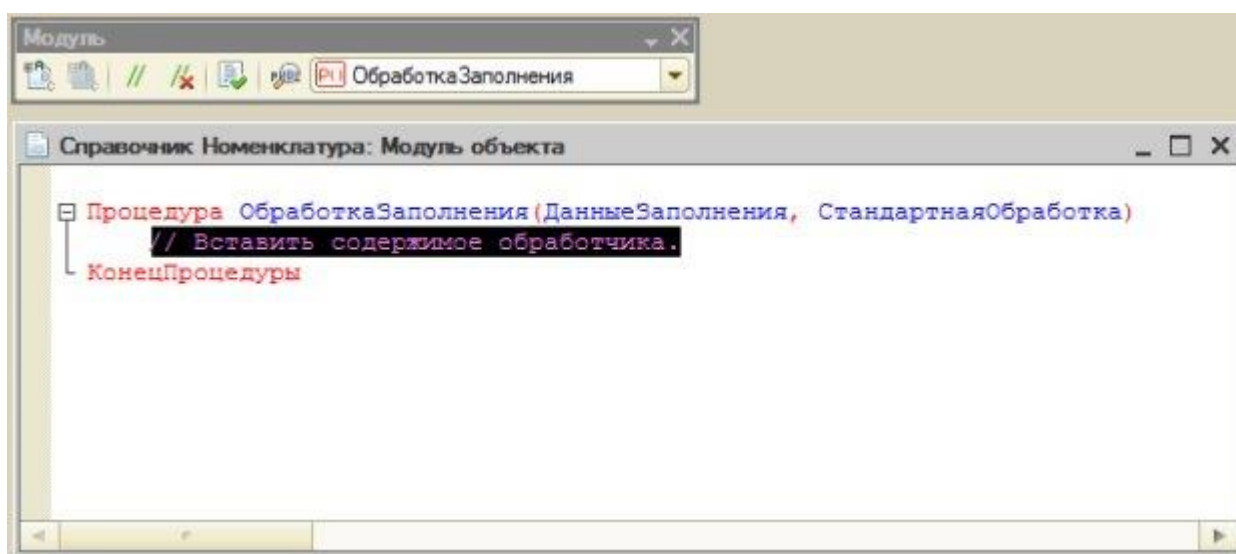 Модуль
ОбработкаЗаполнения
Справочник Номенклатура: Модуль объекта
Процедура ОбработкаЗаполнения(ДанныеЗаполнения, СтандартнаяОбработка)
// Вставить содержимое обработчика.
КонецПроцедуры